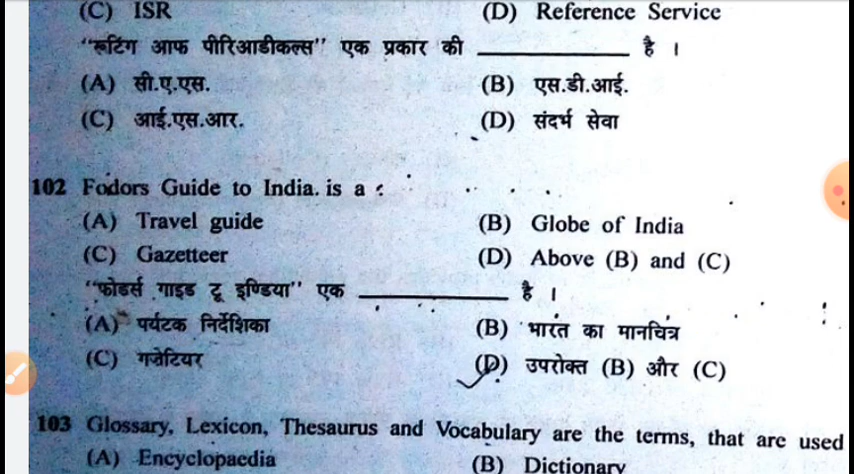 (C) ISR (D) Reference Service
“रूटिंग आफ पीरिआडीकल्स” एक प्रकार की ____________ है ।
(A) सी.ए.एस. (B) एस.डी.आई.
(C) आई.एस.आर. (D) संदर्भ सेवा
102 Fodors Guide to India. is a :
(A) Travel guide (B) Globe of India
(C) Gazetteer (D) Above (B) and (C)
“फोडर्स गाइड टू इण्डिया” एक ____________ है ।
(A) पर्यटक निर्देशिका (B) भारत का मानचित्र
(C) गजेटियर (D) उपरोक्त (B) और (C)
103 Glossary, Lexicon, Thesaurus and Vocabulary are the terms, that are used
(A) Encyclopaedia (B) Dictionary